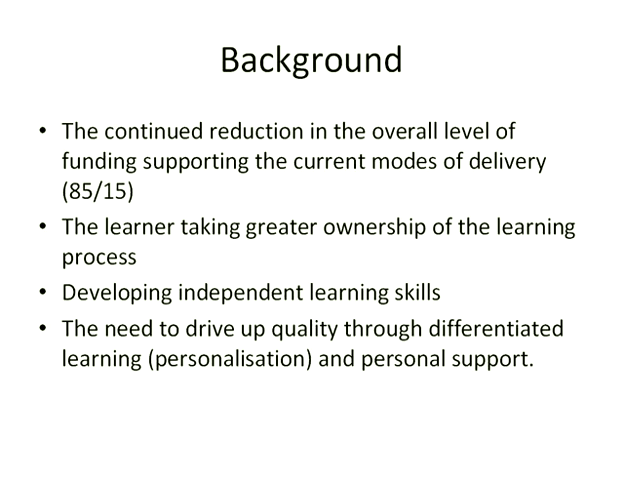 Background
• The continued reduction in the overall level of
funding supporting the current modes of delivery
(85/15)
• The learner taking greater ownership of the learning
process
• Developing independent learning skills
• The need to drive up quality through differentiated
learning (personalisation) and personal support.